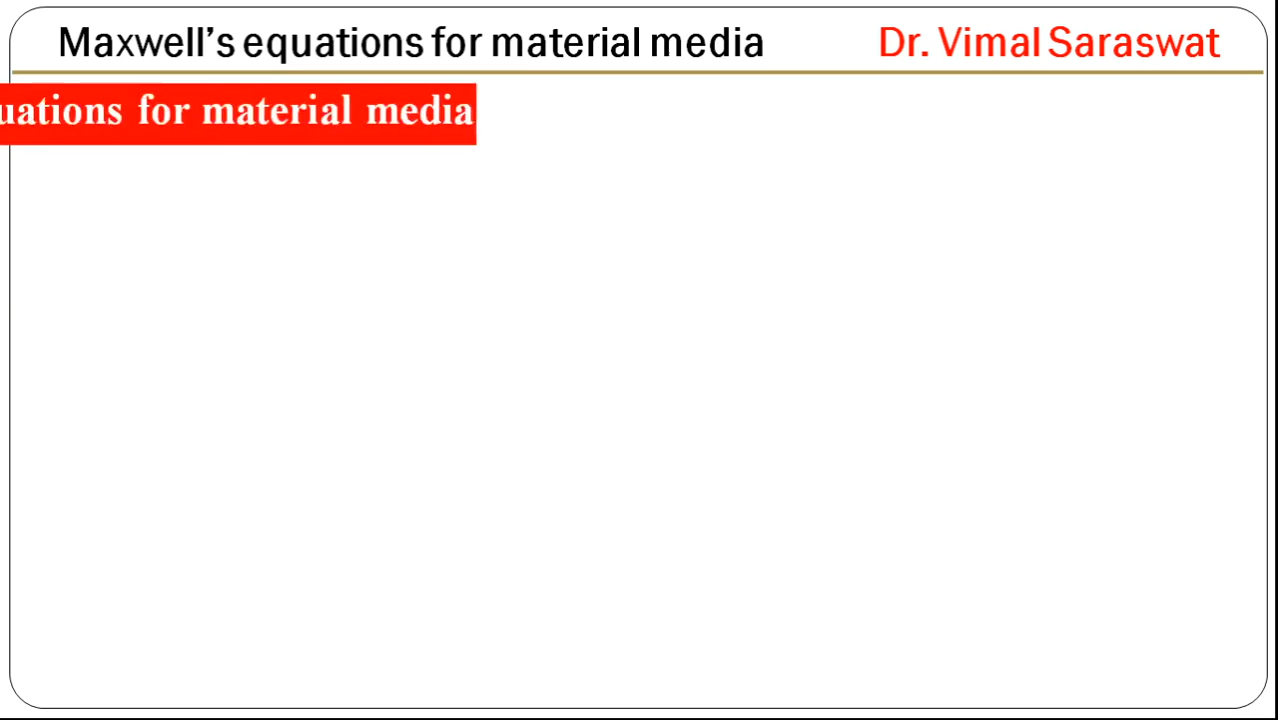 Maxwell's equations for material media Dr. Vimal Saraswat
uations for material media